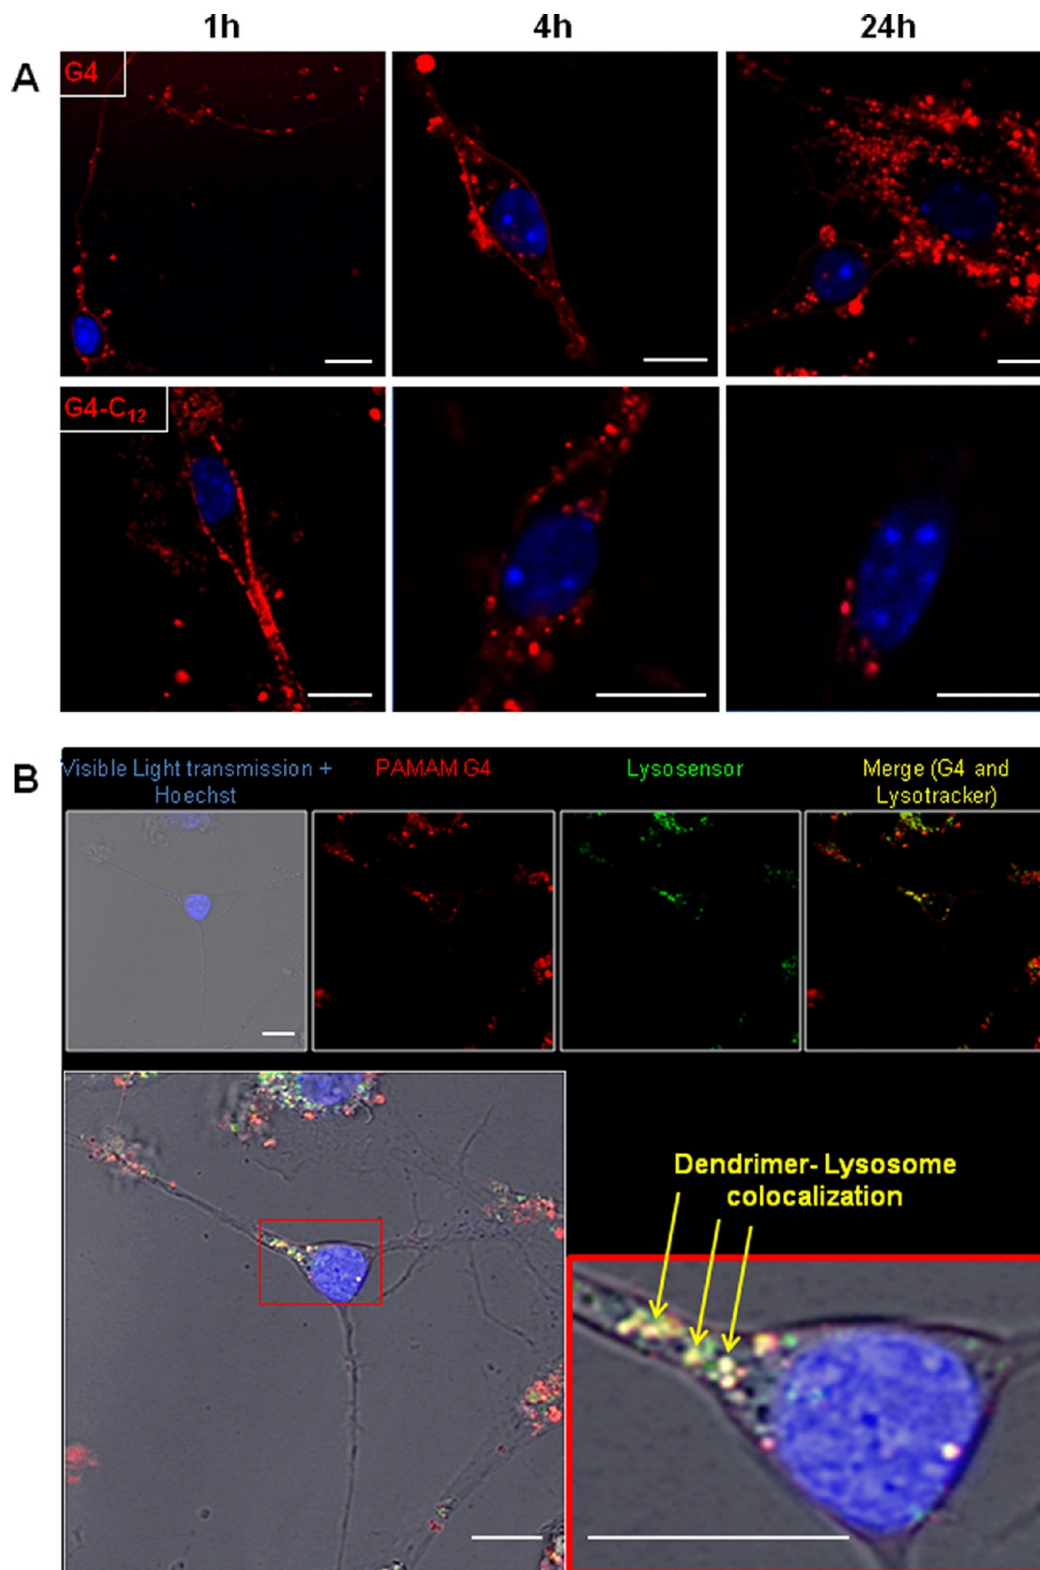 1h
4h
24h
A
G4
G4-C₁₂
B
Visible Light transmission +
Hoechst
PAMAM G4
Lysosensor
Merge (G4 and
Lysotracker)
Dendrimer- Lysosome
colocalization